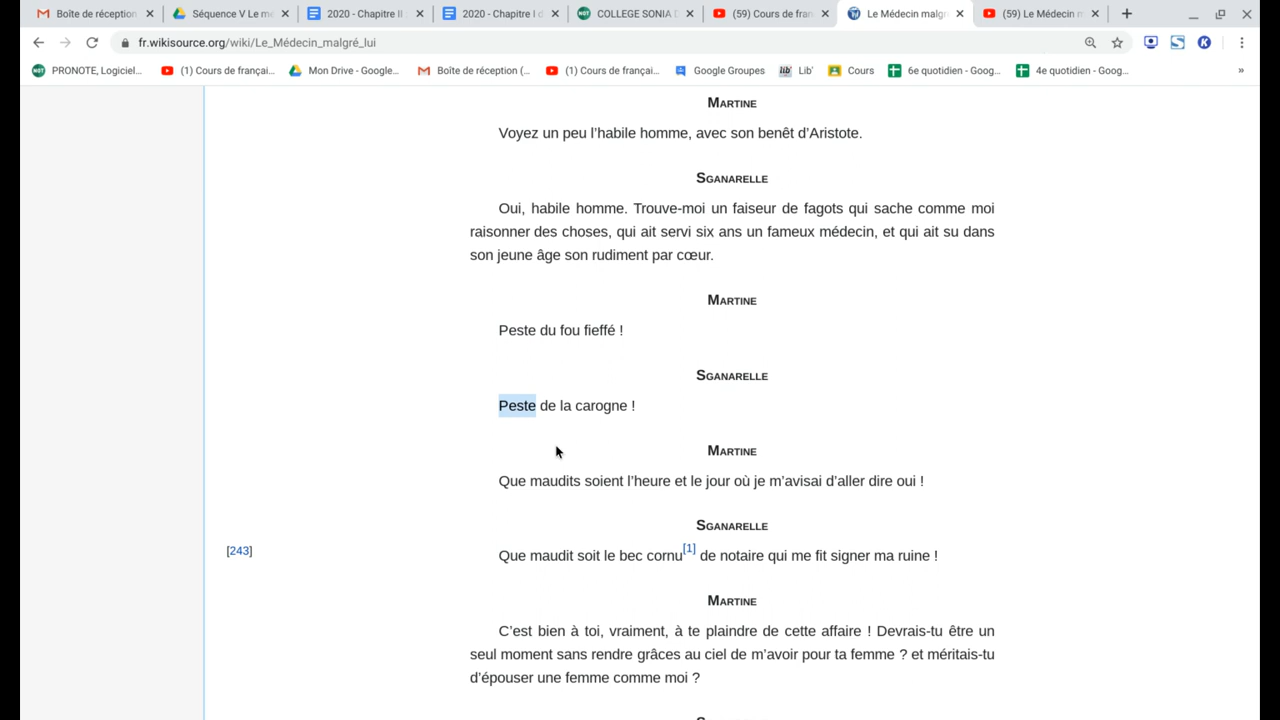 Boîte de réception
Séquence V Le mé
2020 - Chapitre II
2020 - Chapitre I d
COLLEGE SONIA D
(59) Cours de fran
Le Médecin malgr
(59) Le Médecin m
fr.wikisource.org/wiki/Le_Médecin_malgré_lui
PRONOTE, Logiciel...
(1) Cours de françai...
Mon Drive - Google...
Boîte de réception (...
(1) Cours de françai...
Google Groupes
lib' Lib'
Cours
6e quotidien - Goog...
4e quotidien - Goog...
»
Martine
Voyez un peu l’habile homme, avec son benêt d’Aristote.
Sganarelle
Oui, habile homme. Trouve-moi un faiseur de fagots qui sache comme moi
raisonner des choses, qui ait servi six ans un fameux médecin, et qui ait su dans
son jeune âge son rudiment par cœur.
Martine
Peste du fou fieffé !
Sganarelle
Peste de la carogne !
Martine
Que maudits soient l’heure et le jour où je m’avisai d’aller dire oui !
Sganarelle
[243]
Que maudit soit le bec cornu[1] de notaire qui me fit signer ma ruine !
Martine
C’est bien à toi, vraiment, à te plaindre de cette affaire ! Devrais-tu être un
seul moment sans rendre grâces au ciel de m’avoir pour ta femme ? et méritais-tu
d’épouser une femme comme moi ?